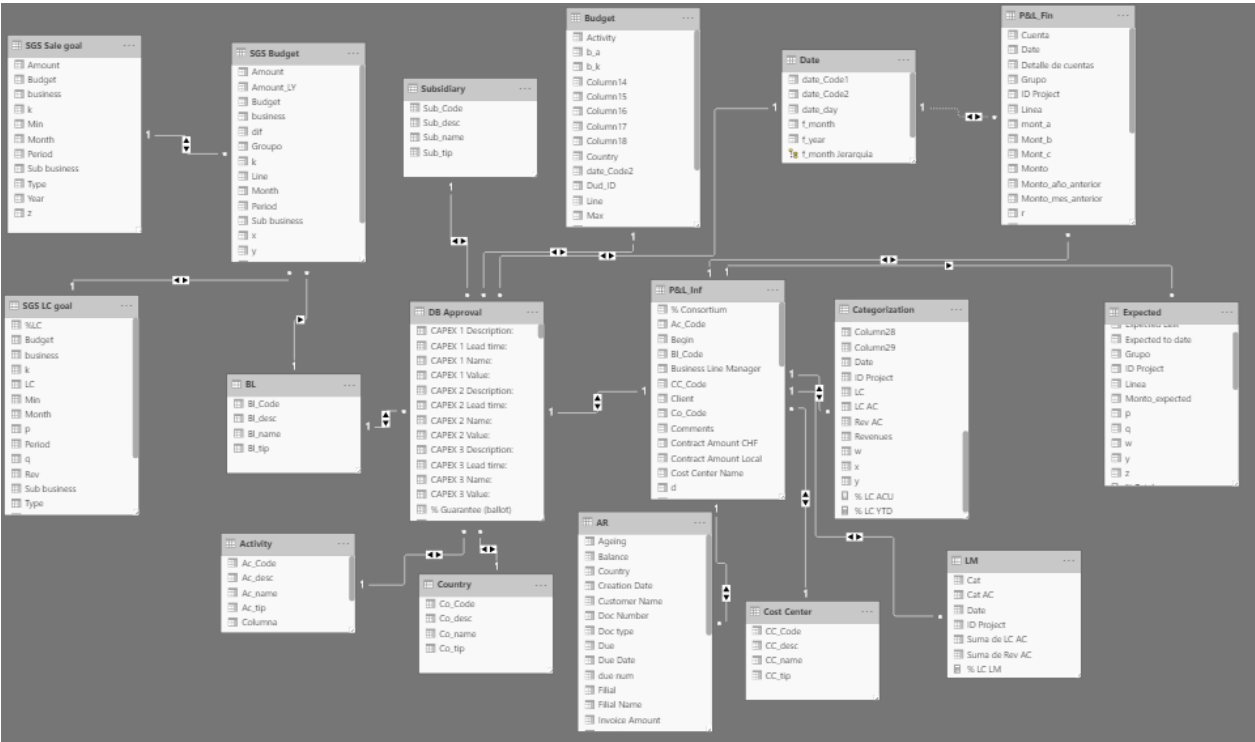 SGS Sale goal
Amount
Budget
business
k
Min
Month
Period
Sub business
Type
Year
z
SGS Budget
Amount
Amount_LY
Budget
business
dif
Groupo
k
Line
Month
Period
Sub business
x
y
Subsidiary
Sub_Code
Sub_desc
Sub_name
Sub_tip
Budget
Activity
b_a
b_k
Column14
Column15
Column16
Column17
Column18
Country
date_Code2
Dud_ID
Line
Max
Date
date_Code1
date_Code2
date_day
f_month
f_year
f_month Jerarquia
P&L_Fin
Cuenta
Date
Detalle de cuentas
Grupo
ID Project
Linea
mont_a
Mont_b
Mont_c
Monto
Monto_año_anterior
Monto_mes_anterior
r
SGS LC goal
%LC
Budget
business
k
LC
Min
Month
p
Period
q
Rev
Sub business
Type
BL
Bl_Code
Bl_desc
Bl_name
Bl_tip
DB Approval
CAPEX 1 Description:
CAPEX 1 Lead time:
CAPEX 1 Name:
CAPEX 1 Value:
CAPEX 2 Description:
CAPEX 2 Lead time:
CAPEX 2 Name:
CAPEX 2 Value:
CAPEX 3 Description:
CAPEX 3 Lead time:
CAPEX 3 Name:
CAPEX 3 Value:
% Guarantee (ballot)
P&L_Inf
% Consortium
Ac_Code
Begin
Bl_Code
Business Line Manager
CC_Code
Client
Co_Code
Comments
Contract Amount CHF
Contract Amount Local
Cost Center Name
d
Categorization
Column28
Column29
Date
ID Project
LC
LC AC
Rev AC
Revenues
w
x
y
% LC ACU
% LC YTD
Expected
Expected Last
Expected to date
Grupo
ID Project
Linea
Monto_expected
p
q
w
y
z
Activity
Ac_Code
Ac_desc
Ac_name
Ac_tip
Columna
Country
Co_Code
Co_desc
Co_name
Co_tip
AR
Ageing
Balance
Country
Creation Date
Customer Name
Doc Number
Doc type
Due
Due Date
due num
Filial
Filial Name
Invoice Amount
Cost Center
CC_Code
CC_desc
CC_name
CC_tip
LM
Cat
Cat AC
Date
ID Project
Suma de LC AC
Suma de Rev AC
% LC LM